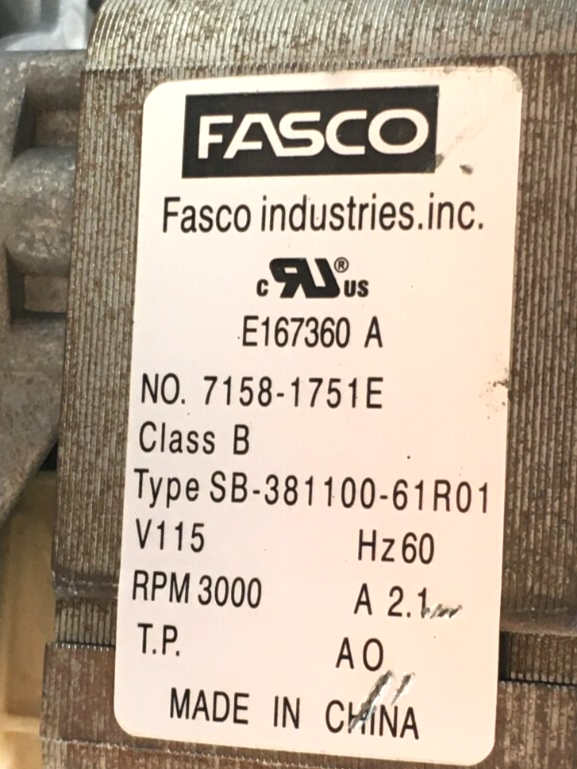 FASCO
Fasco industries.inc.
c RU ® US
E167360 A
NO. 7158-1751E
Class B
Type SB-381100-61R01
V115 Hz60
RPM 3000 A 2.1
T.P. AO
MADE IN CHINA